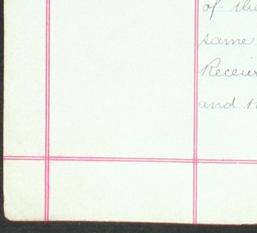 of the
same
Receiv
and